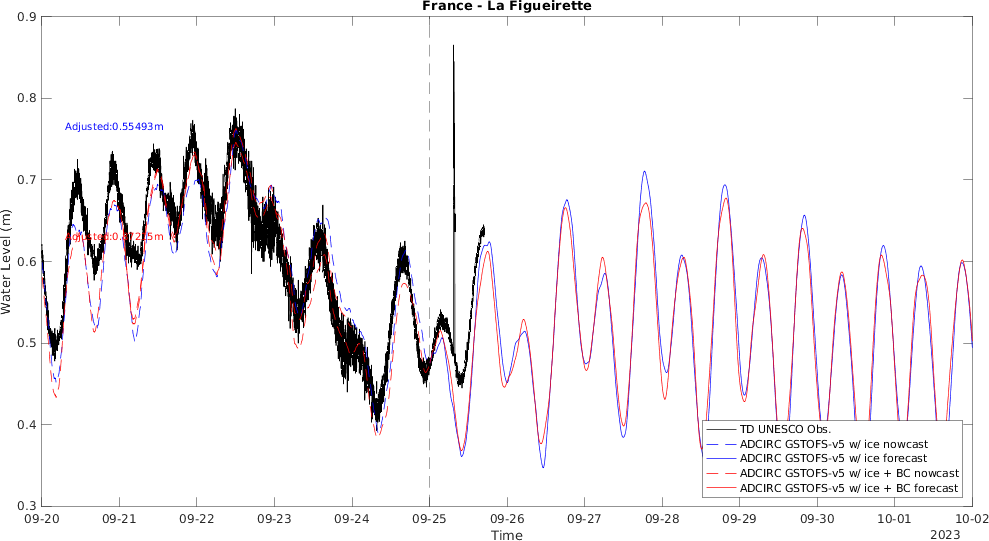 France - La Figueirette
0.9
0.8
0.7
0.6
0.5
0.4
0.3
Water Level (m)
Adjusted:0.55493m
TD UNESCO Obs.
ADCIRC GSTOFS-v5 w/ ice nowcast
ADCIRC GSTOFS-v5 w/ ice forecast
ADCIRC GSTOFS-v5 w/ ice + BC nowcast
ADCIRC GSTOFS-v5 w/ ice + BC forecast
09-20 09-21 09-22 09-23 09-24 09-25 09-26 09-27 09-28 09-29 09-30 10-01 10-02
Time
2023